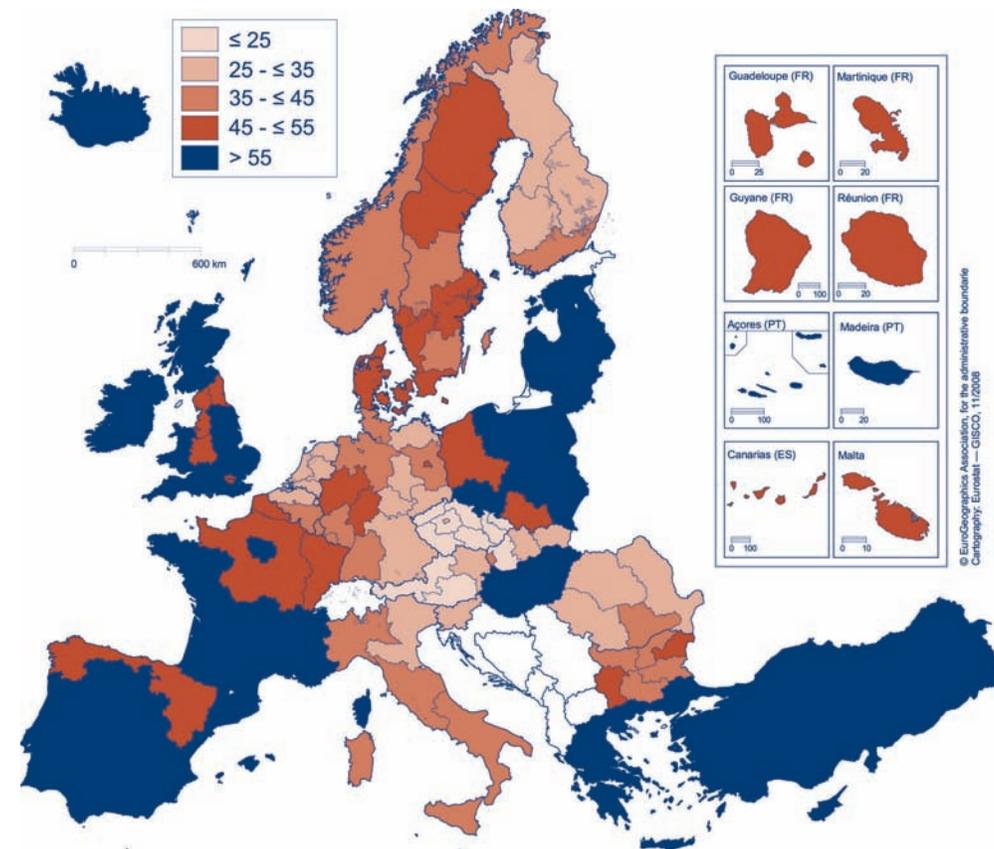 ≤ 25
25 - ≤ 35
35 - ≤ 45
45 - ≤ 55
> 55
s
0 600 km
Guadeloupe (FR)
0 25
Martinique (FR)
0 20
Guyane (FR)
0 100
Réunion (FR)
0 20
Açores (PT)
0 100
Madeira (PT)
0 20
Canarias (ES)
0 100
Malta
0 10
© EuroGeographics Association, for the administrative boundarie
Cartography: Eurostat — GISCO, 11/2008